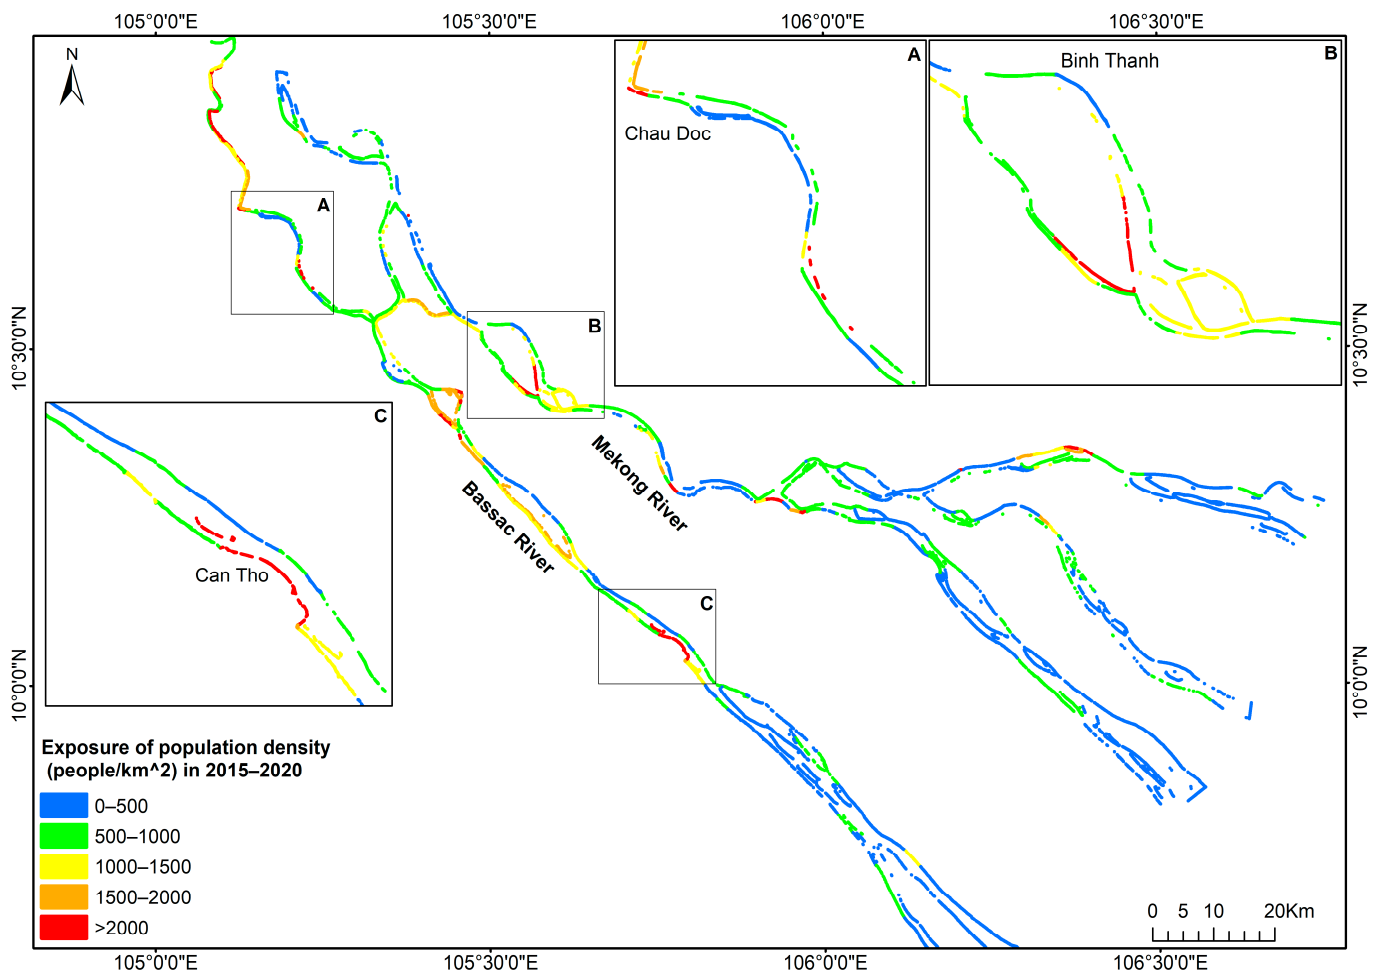 105°0'0"E
105°30'0"E
106°0'0"E
106°30'0"E
N
A
Chau Doc
Binh Thanh
B
A
B
10°30'0"N
10°30'0"N
C
Can Tho
Mekong River
Bassac River
C
10°0'0"N
10°0'0"N
Exposure of population density
(people/km^2) in 2015–2020
0–500
500–1000
1000–1500
1500–2000
>2000
0 5 10 20Km
105°0'0"E
105°30'0"E
106°0'0"E
106°30'0"E